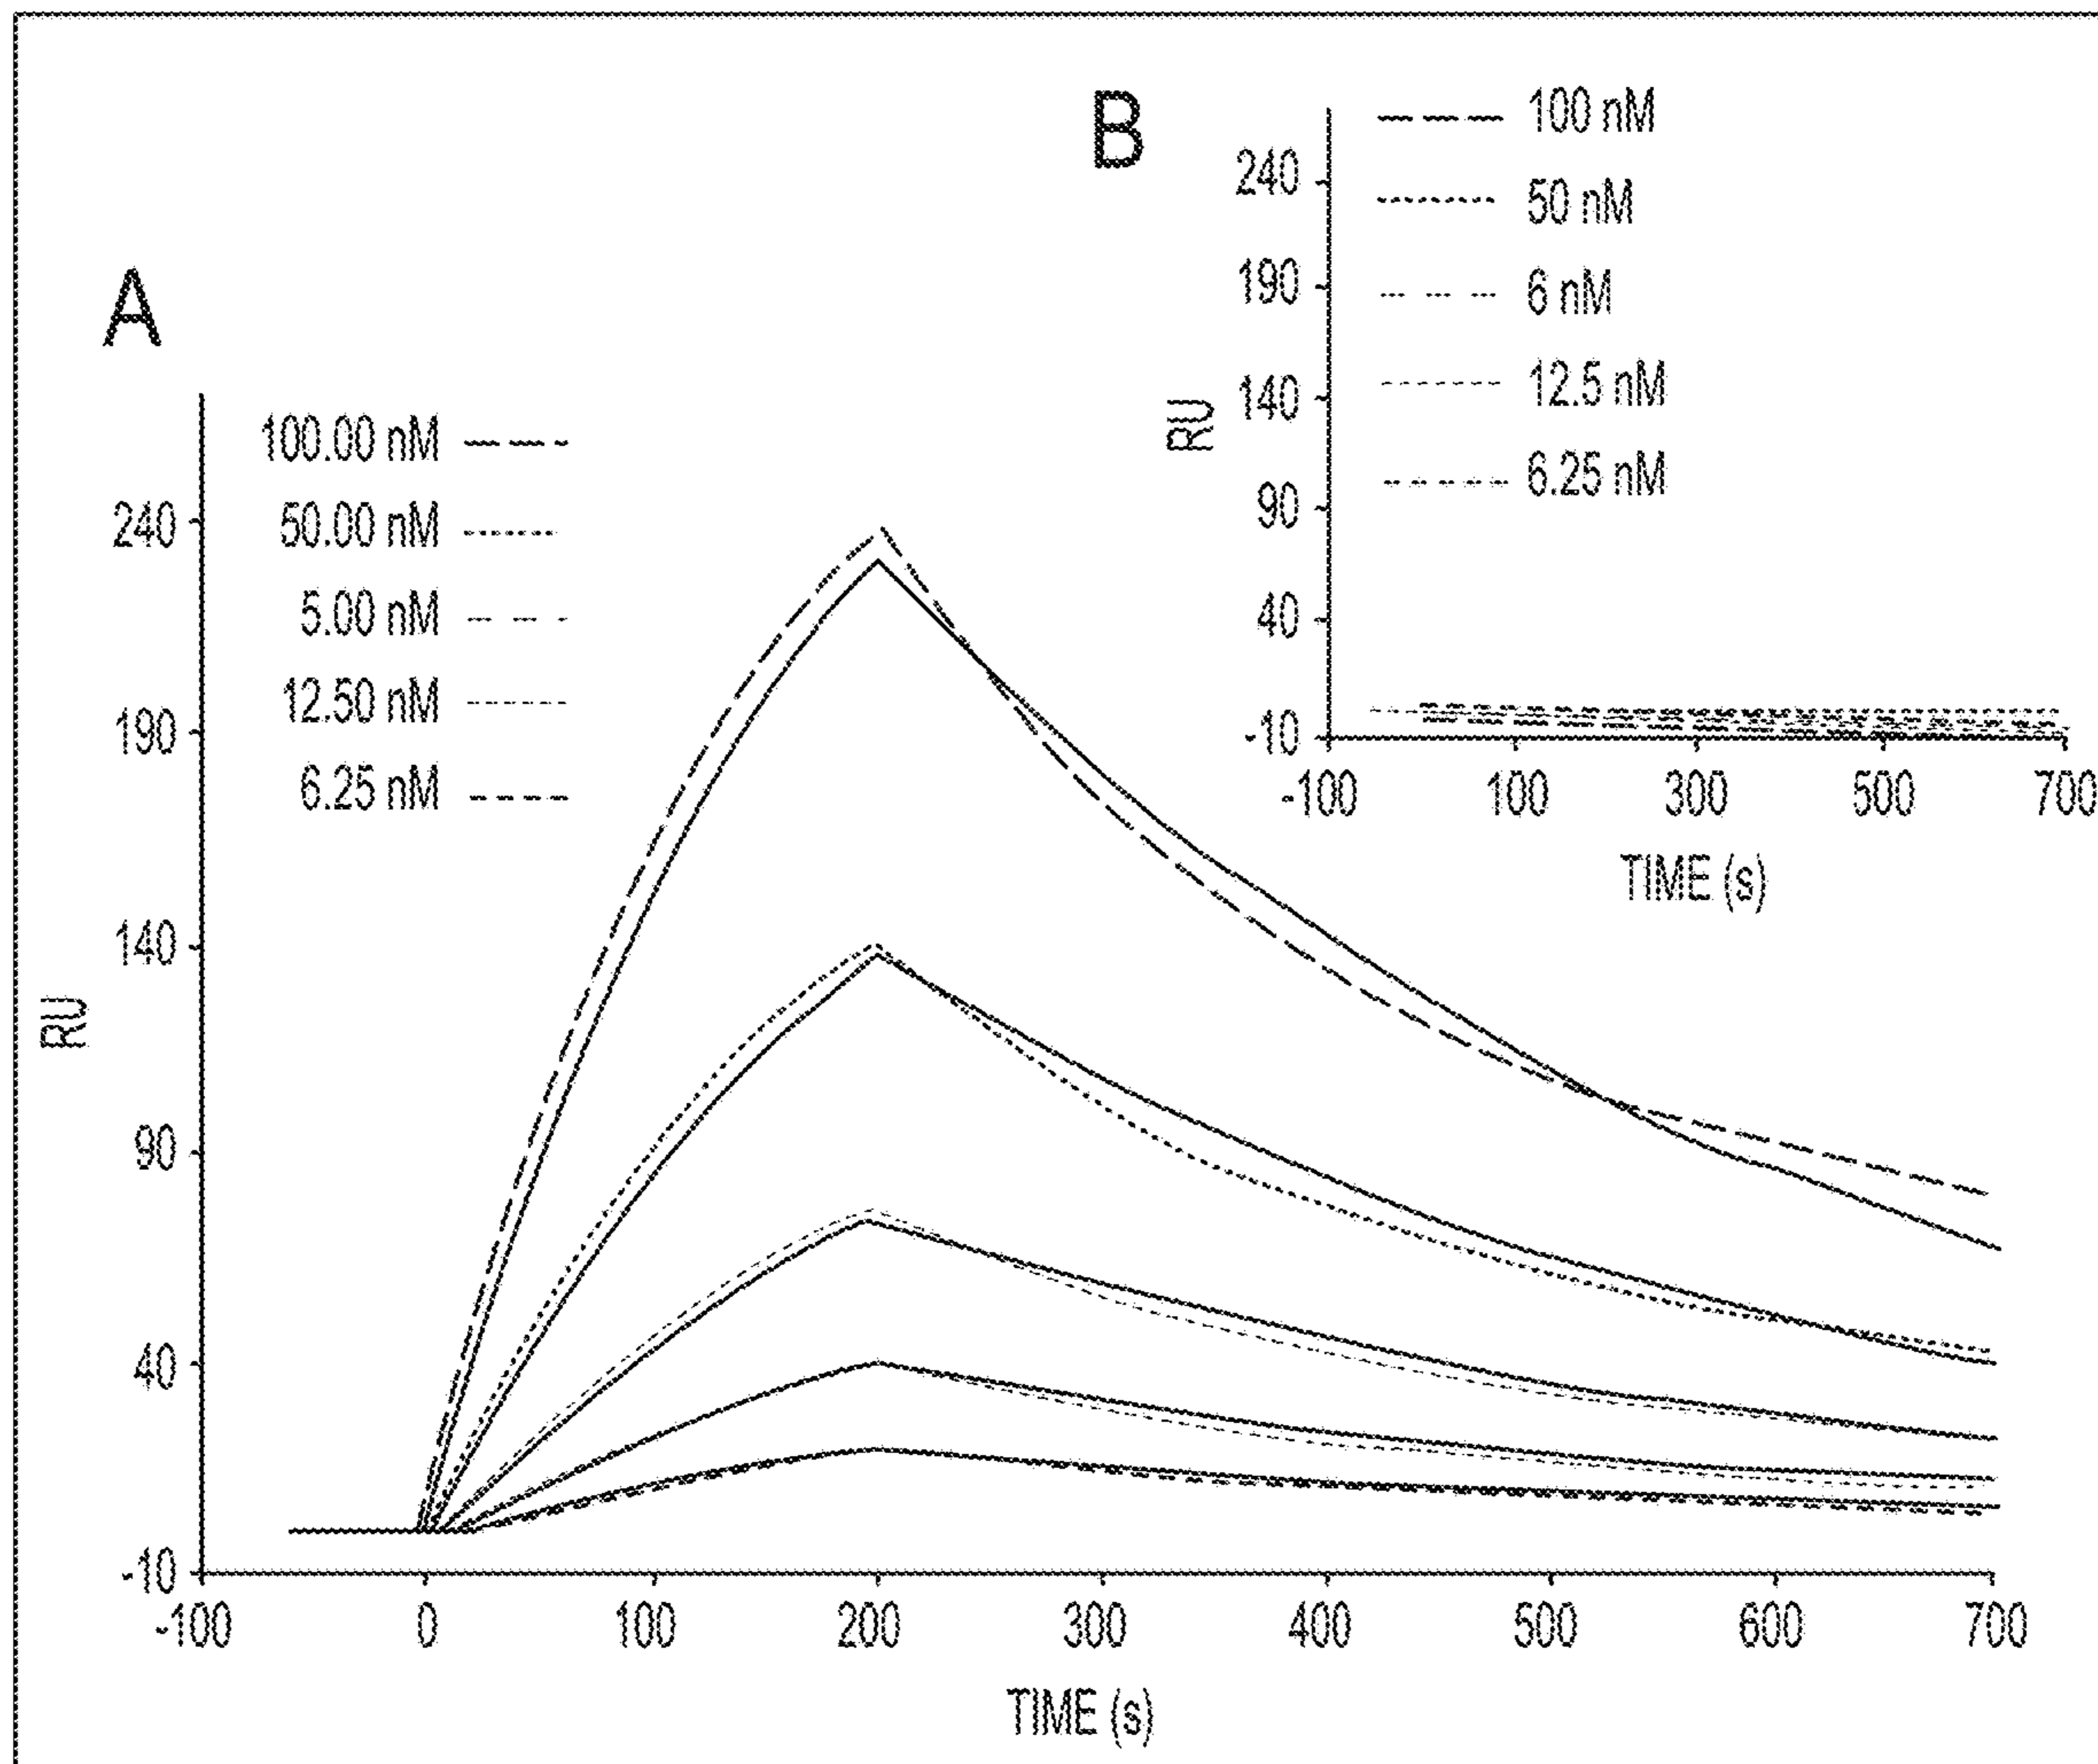 A
100.00 nM
50.00 nM
5.00 nM
12.50 nM
6.25 nM
RU
240
190
140
90
40
-10
-100 0 100 200 300 400 500 600 700
TIME (s)
B
100 nM
50 nM
6 nM
12.5 nM
6.25 nM
RU
240
190
140
90
40
-10
-100 100 300 500 700
TIME (s)